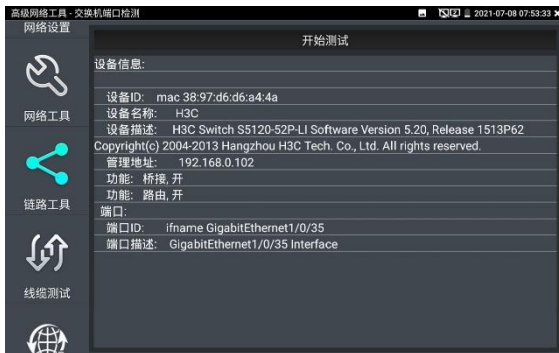 高级网络工具 - 交换机端口检测
2021-07-08 07:53:33
网络设置
开始测试
设备信息:
设备ID: mac 38:97:d6:d6:a4:4a
网络工具
设备名称: H3C
设备描述: H3C Switch S5120-52P-LI Software Version 5.20, Release 1513P62
Copyright(c) 2004-2013 Hangzhou H3C Tech. Co., Ltd. All rights reserved.
管理地址: 192.168.0.102
功能: 桥接, 开
功能: 路由, 开
链路工具
端口:
端口ID: ifname GigabitEthernet1/0/35
端口描述: GigabitEthernet1/0/35 Interface
线缆测试